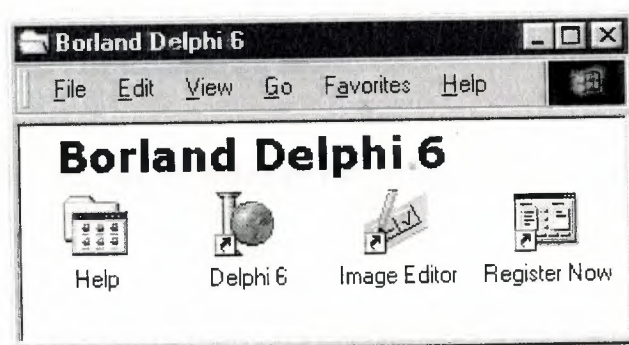 Borland Delphi 6
File Edit View Go Favorites Help
Borland Delphi 6
Help Delphi 6 Image Editor Register Now